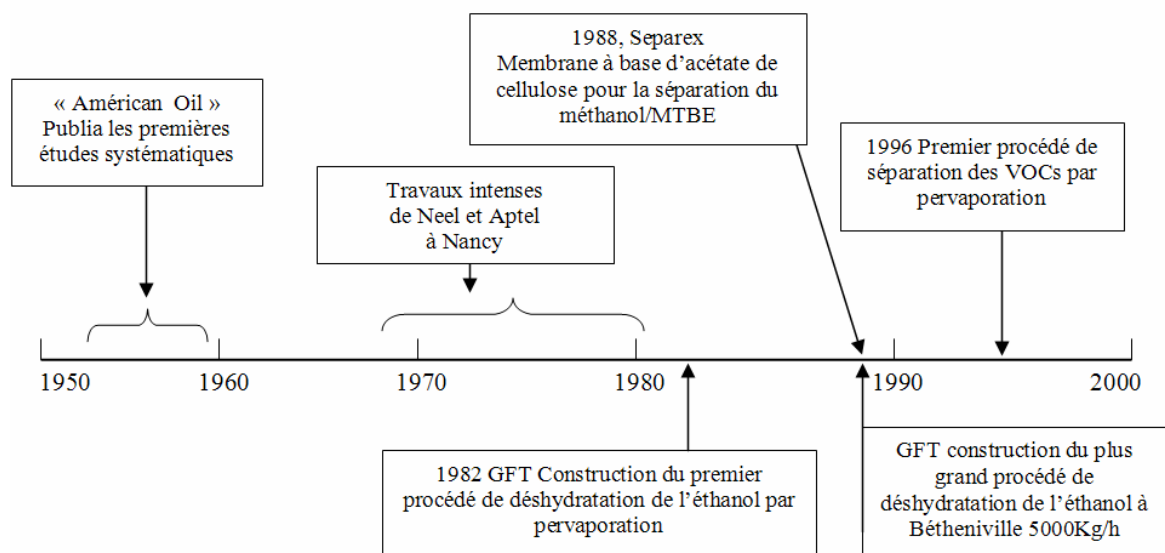 « Américan Oil »
Publia les premières
études systématiques
Travaux intenses
de Neel et Aptel
à Nancy
1988, Separex
Membrane à base d’acétate de
cellulose pour la séparation du
méthanol/MTBE
1996 Premier procédé de
séparation des VOCs par
pervaporation
1950
1960
1970
1980
1990
2000
1982 GFT Construction du premier
procédé de déshydratation de l’éthanol par
pervaporation
GFT construction du plus
grand procédé de
déshydratation de l’éthanol à
Bétheniville 5000Kg/h